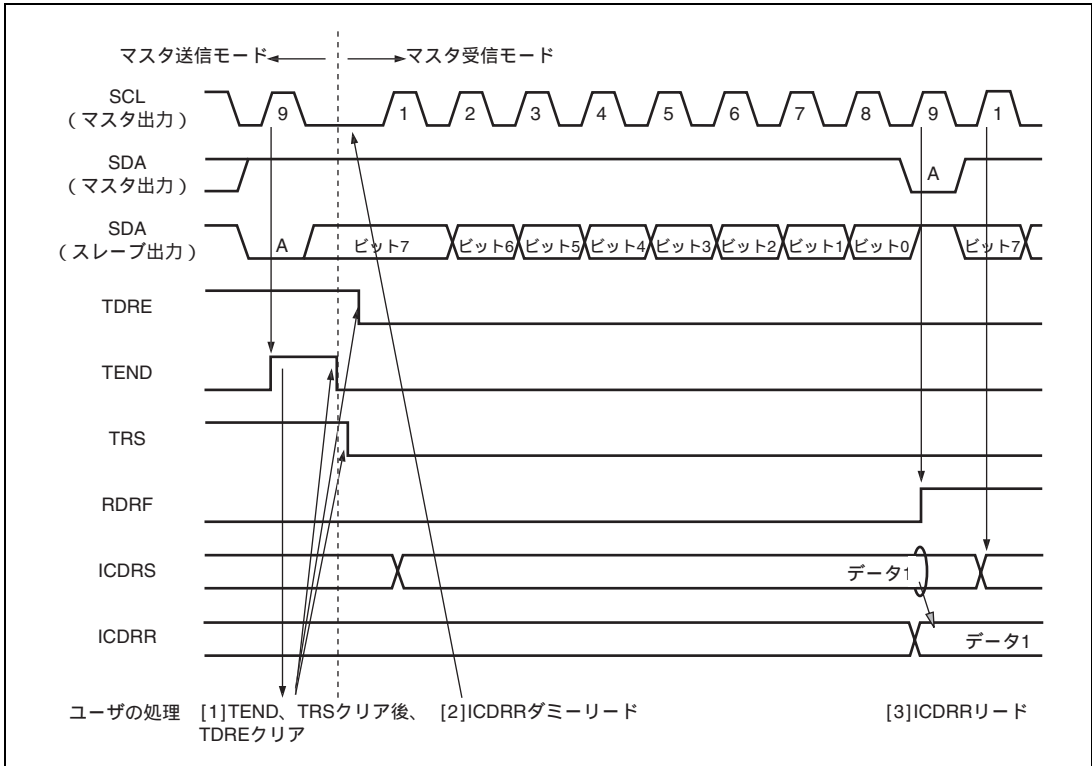 マスタ送信モード マスタ受信モード
SCL
（マスタ出力） 9 1 2 3 4 5 6 7 8 9 1
SDA
（マスタ出力） A
SDA
（スレーブ出力） A ビット7 ビット6 ビット5 ビット4 ビット3 ビット2 ビット1 ビット0 ビット7
TDRE
TEND
TRS
RDRF
ICDRS データ1
ICDRR データ1
ユーザの処理 [1]TEND、TRSクリア後、 [2]ICDRRダミーリード [3]ICDRRリード
TDREクリア